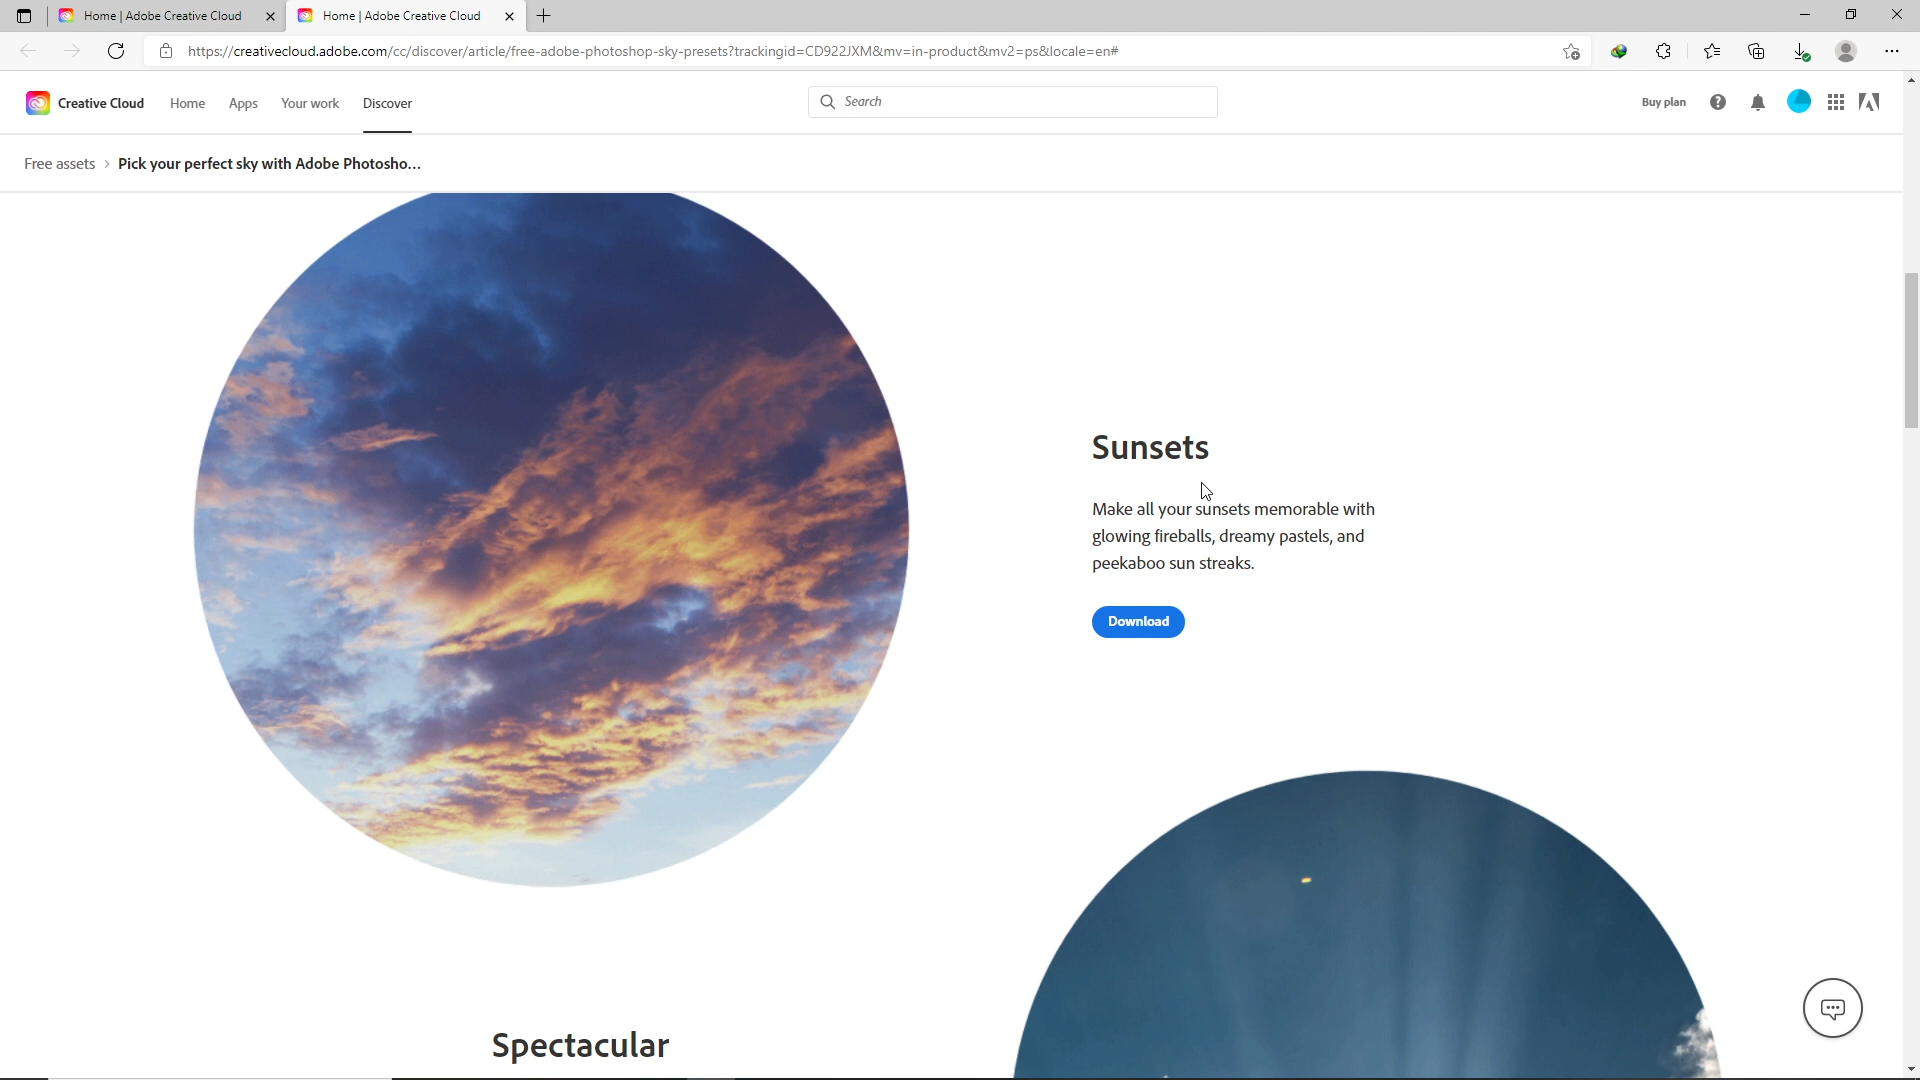 Home | Adobe Creative Cloud
Home | Adobe Creative Cloud
https://creativecloud.adobe.com/cc/discover/article/free-adobe-photoshop-sky-presets?trackingid=CD922JXM&mv=in-product&mv2=ps&locale=en#
Creative Cloud Home Apps Your work Discover Search Buy plan
Free assets > Pick your perfect sky with Adobe Photosho...
Sunsets
Make all your sunsets memorable with
glowing fireballs, dreamy pastels, and
peekaboo sun streaks.
Download
Spectacular